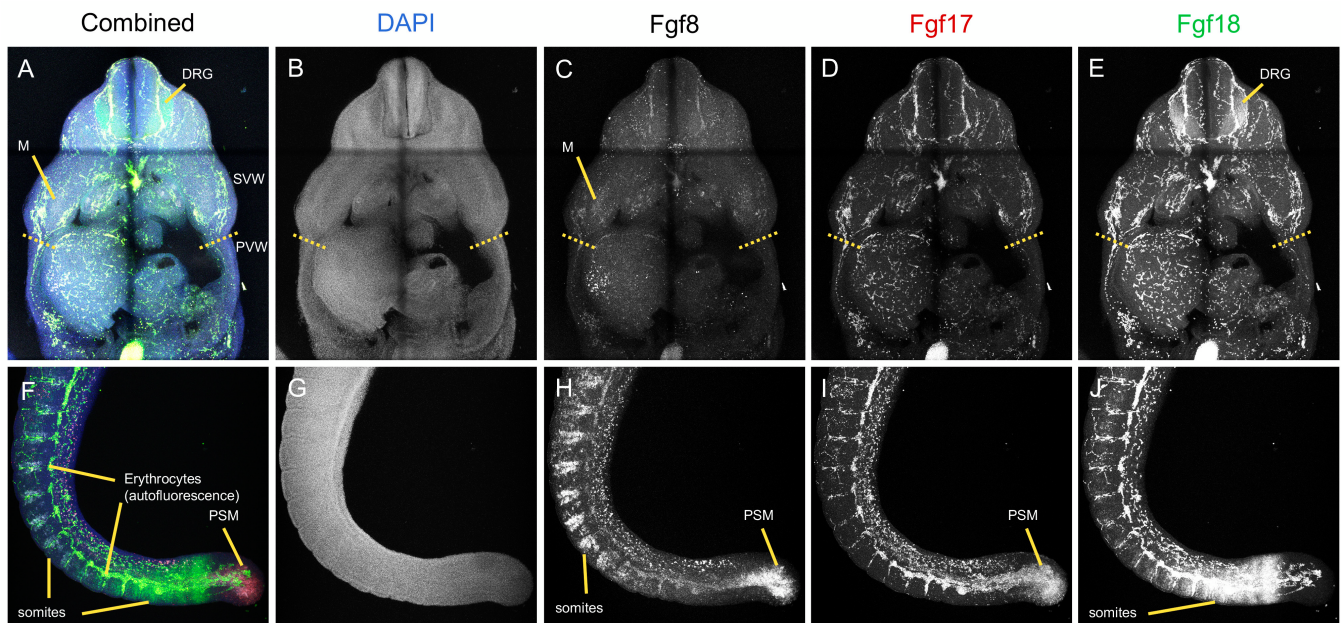 Combined
DAPI
Fgf8
Fgf17
Fgf18
A
DRG
M
SVW
PVW
B
C
M
D
E
DRG
F
Erythrocytes
(autofluorescence)
PSM
somites
G
H
PSM
somites
I
PSM
J
somites